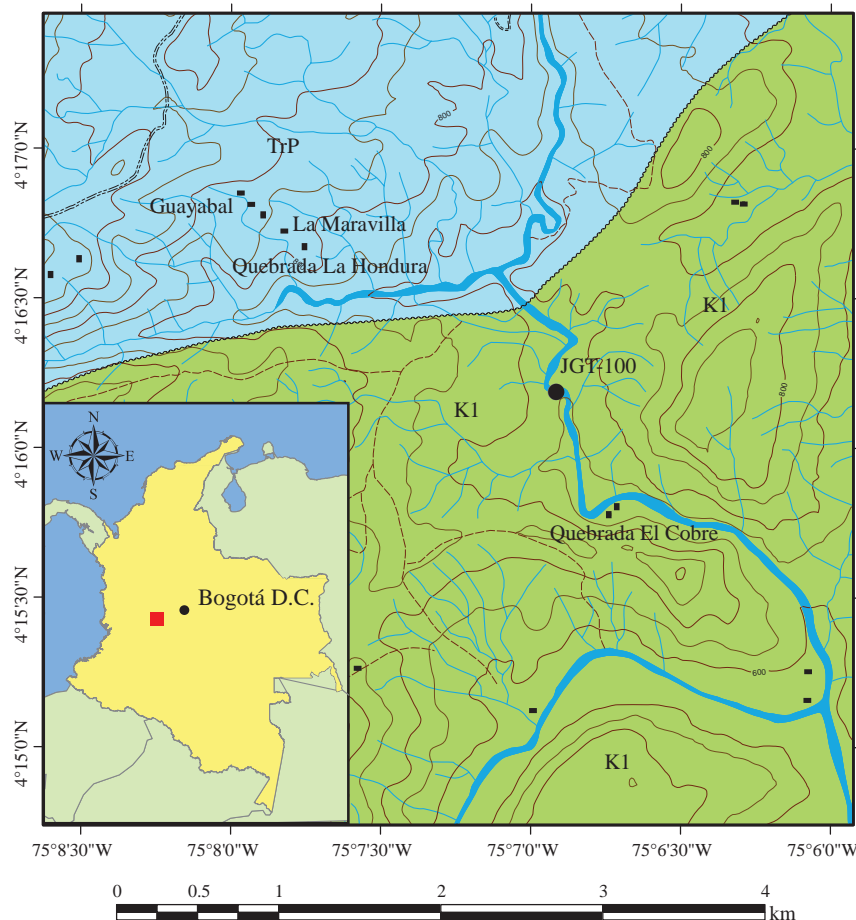 4°17'0"N
4°16'30"N
4°16'0"N
4°15'30"N
4°15'0"N
800
TrP
800
Guayabal
La Maravilla
Quebrada La Hondura
K1
JGT-100
800
K1
Quebrada El Cobre
600
K1
N
W E
S
Bogotá D.C.
75°8'30"W 75°8'0"W 75°7'30"W 75°7'0"W 75°6'30"W 75°6'0"W
0 0.5 1 2 3 4
km